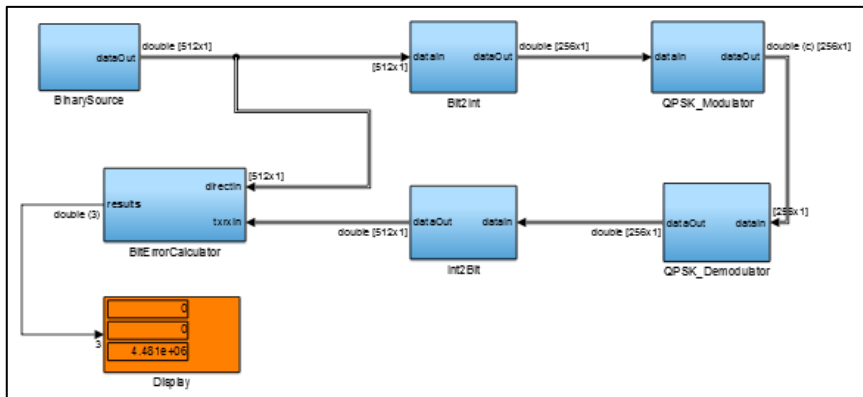 double [512x1]
dataOut
BinarySource
[512x1]
dataIn
dataOut
Bit2Int
double [256x1]
dataIn
dataOut
QPSK_Modulator
double (c) [256x1]
[512x1]
directIn
results
txrxIn
double (3)
BitErrorCalculator
double [512x1]
dataOut
dataIn
Int2Bit
double [256x1]
dataOut
dataIn
[256x1]
QPSK_Demodulator
3
0
0
4.481e+06
Display